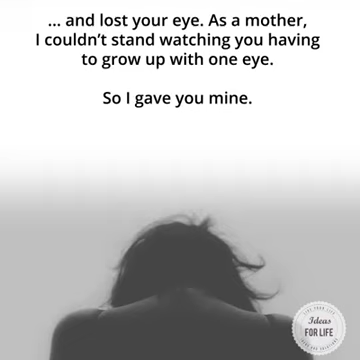 ... and lost your eye. As a mother,
I couldn’t stand watching you having
to grow up with one eye.
So I gave you mine.
Ideas
FOR LIFE